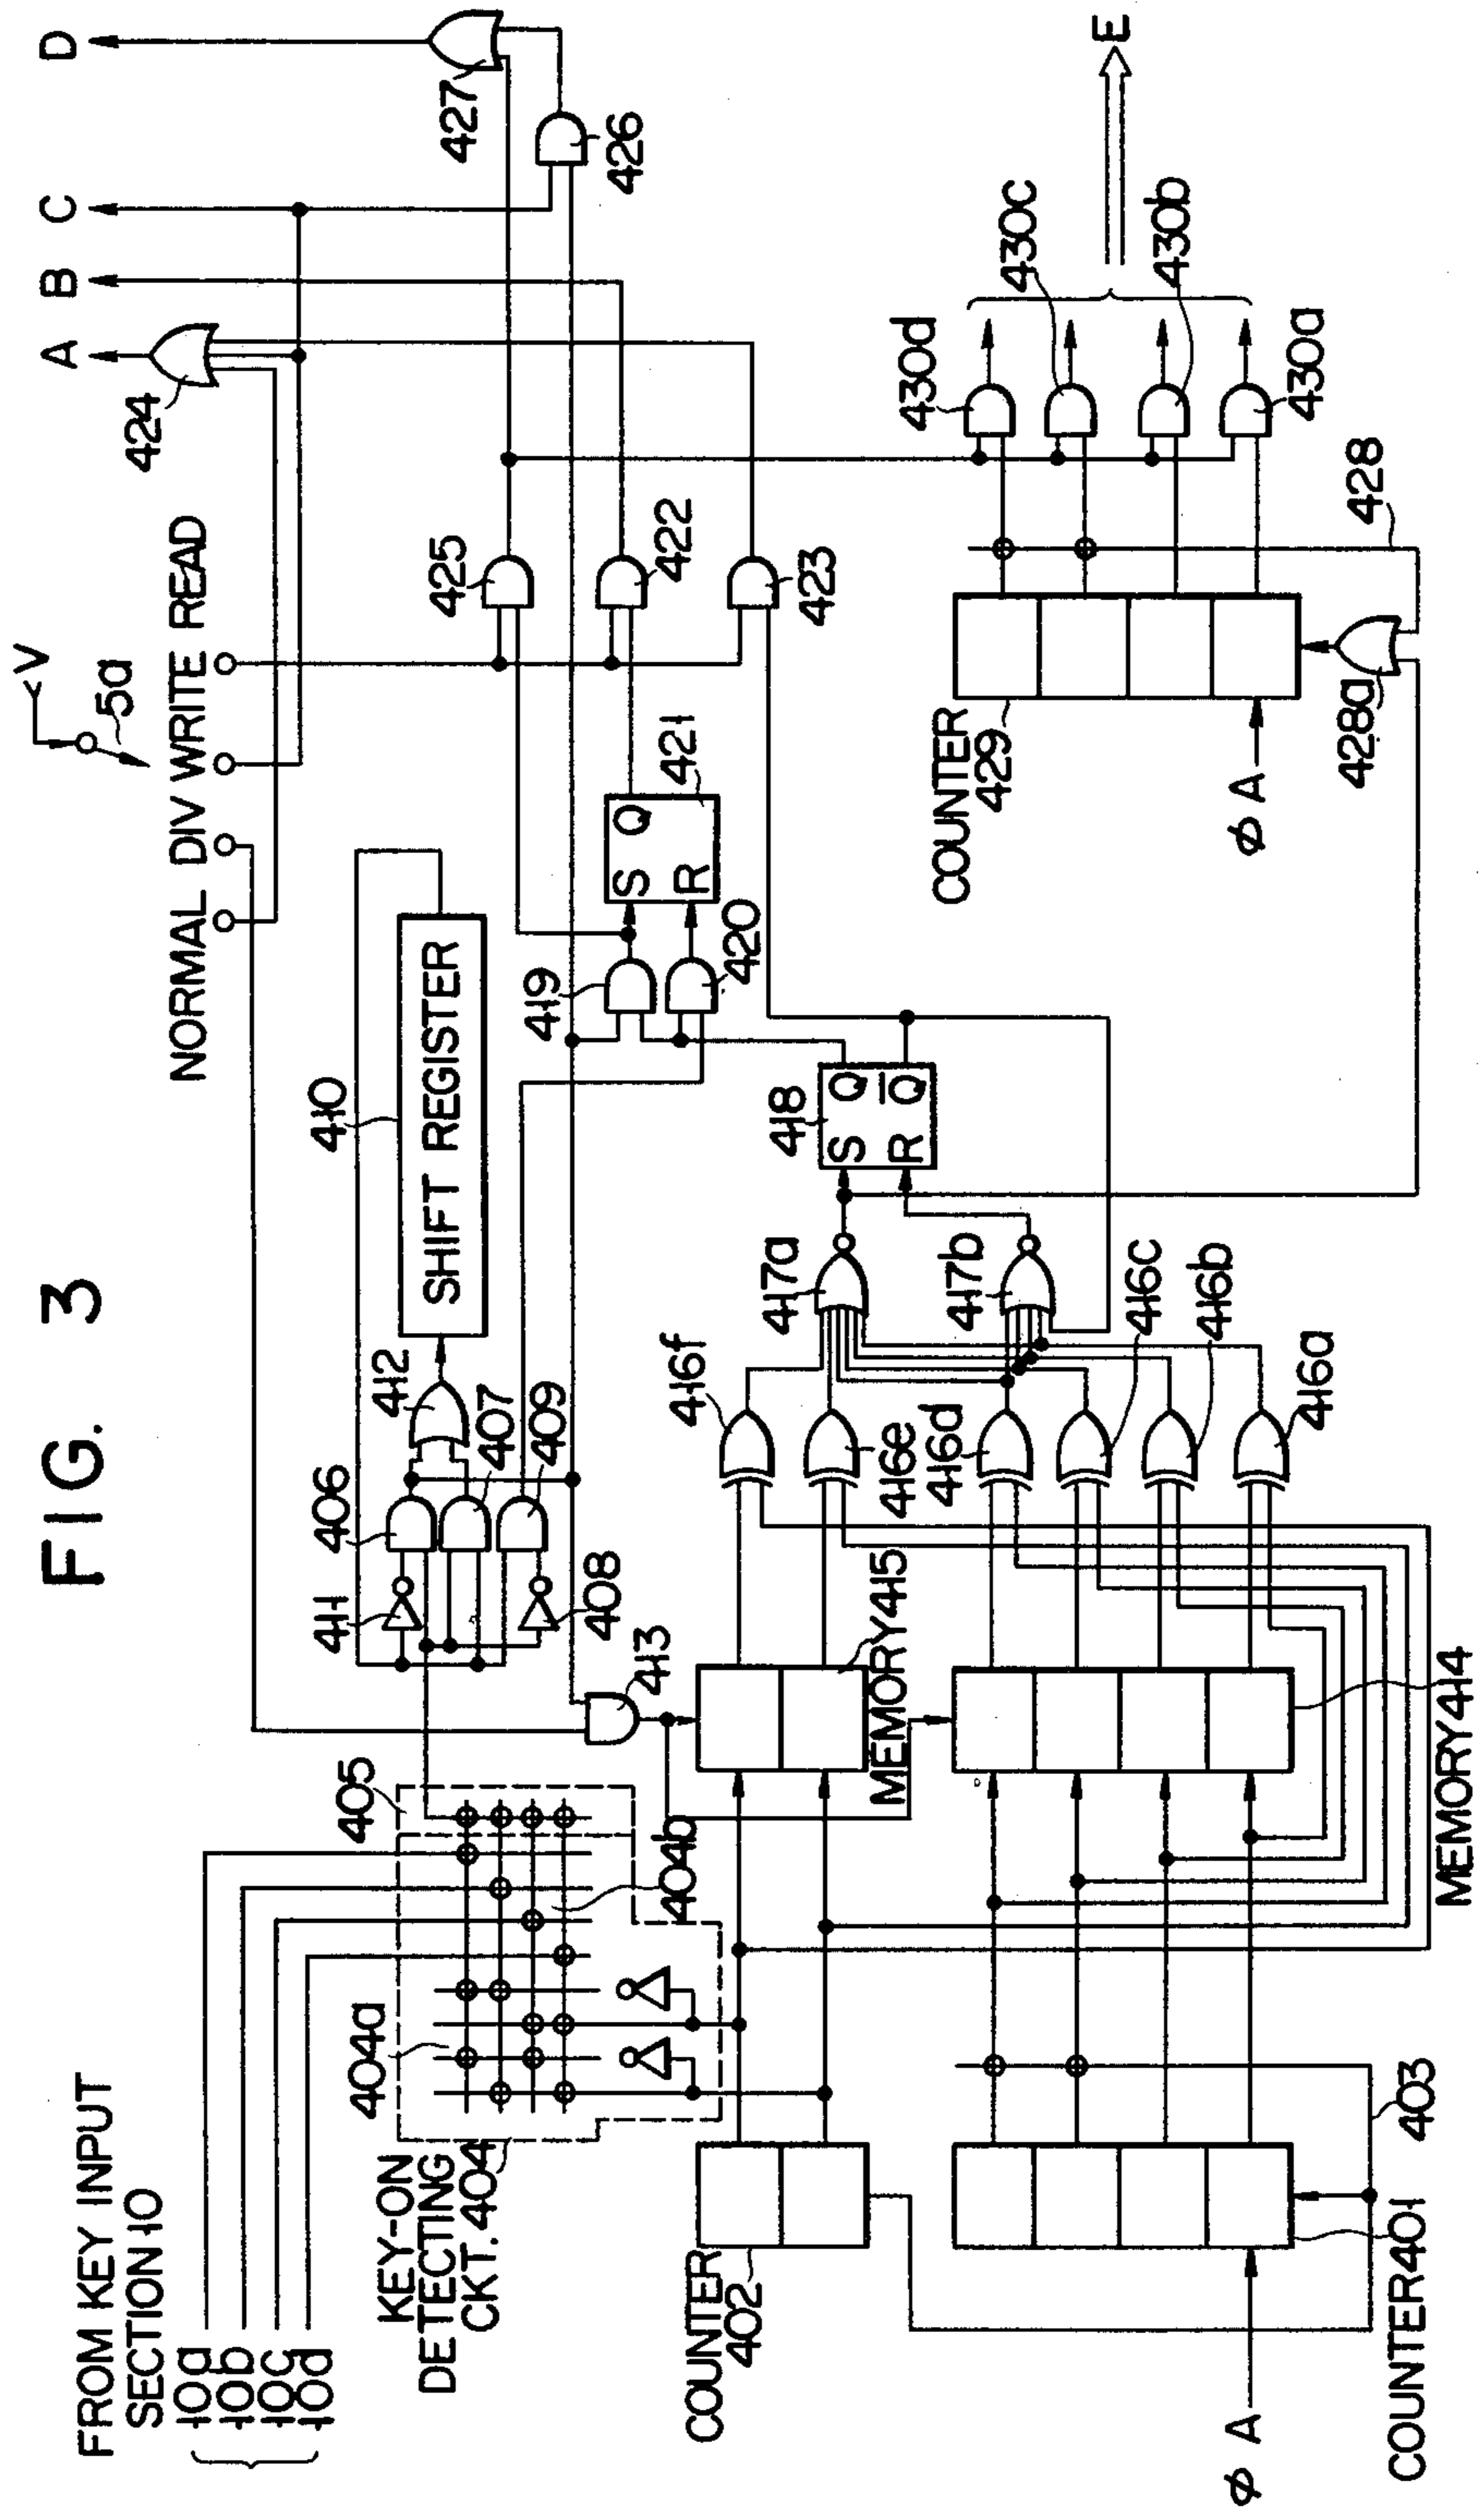 FIG. 3
FROM KEY INPUT
SECTION 10
10a
10b
10c
10d
KEY-ON
DETECTING
CKT. 404
404a
404b
405
411
406
412
410
SHIFT REGISTER
407
409
408
413
NORMAL DIV WRITE READ
5a
V
424
A
B
C
D
427
426
425
422
423
419
420
S Q
R
421
COUNTER
402
MEMORY 415
416f
416e
416d
416c
416b
416a
417a
417b
418
S Q
R Q̅
COUNTER
429
φA
428a
428
430d
430c
430b
430a
E
φA
COUNTER 401
403
MEMORY 414